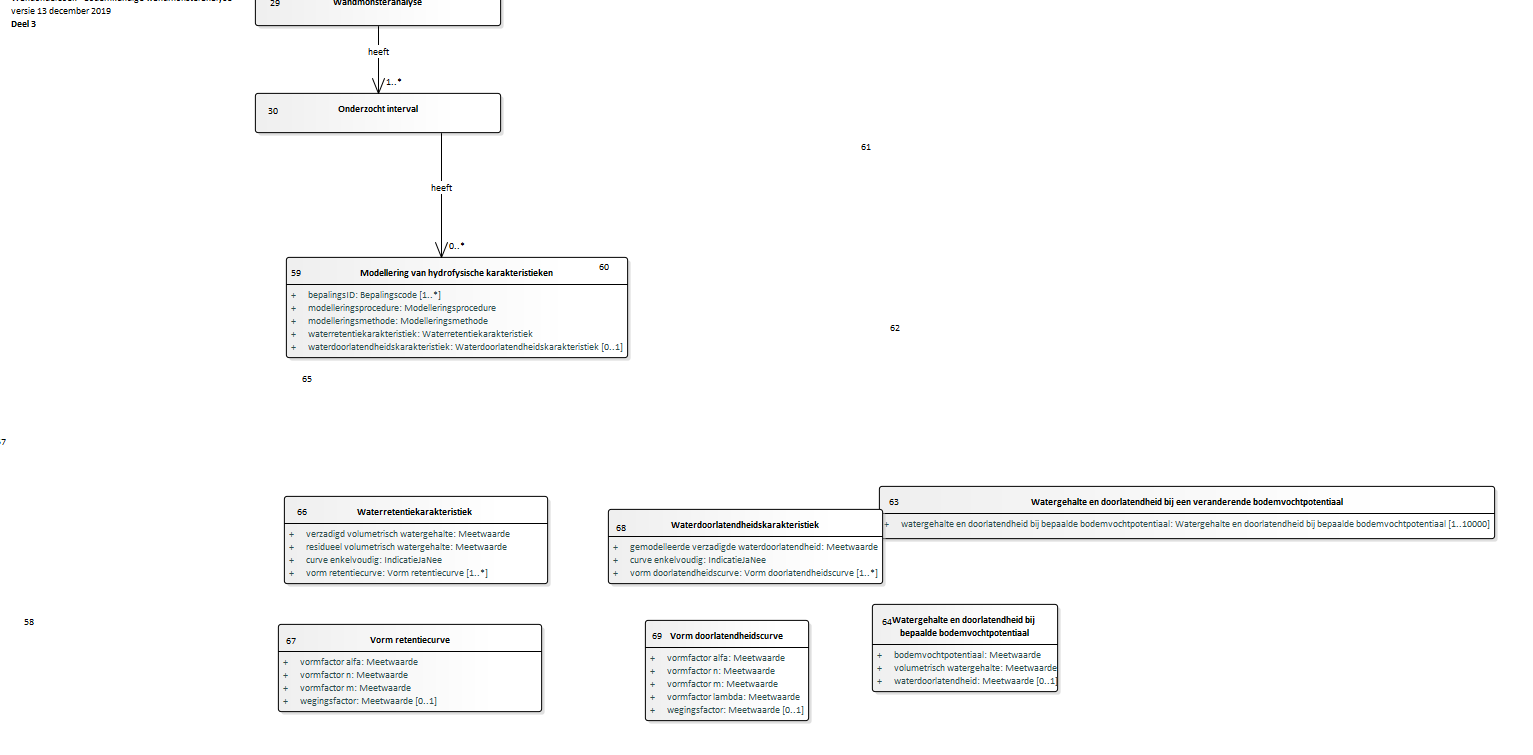 versie 13 december 2019
Deel 3
29
Wandmonsteranalyse
heeft
1..*
30
Onderzocht interval
61
heeft
0..*
59
Modellering van hydrofysische karakteristieken
60
+ bepalingsID: Bepalingscode [1..*]
+ modelleringsprocedure: Modelleringsprocedure
+ modelleringsmethode: Modelleringsmethode
+ waterretentiekarakteristiek: Waterretentiekarakteristiek
+ waterdoorlatendheidskarakteristiek: Waterdoorlatendheidskarakteristiek [0..1]
62
65
66
Waterretentiekarakteristiek
+ verzadigd volumetrisch watergehalte: Meetwaarde
+ residueel volumetrisch watergehalte: Meetwaarde
+ curve enkelvoudig: IndicatieJaNee
+ vorm retentiecurve: Vorm retentiecurve [1..*]
68
Waterdoorlatendheidskarakteristiek
+ gemodelleerde verzadigde waterdoorlatendheid: Meetwaarde
+ curve enkelvoudig: IndicatieJaNee
+ vorm doorlatendheidscurve: Vorm doorlatendheidscurve [1..*]
63
Watergehalte en doorlatendheid bij een veranderende bodemvochtpotentiaal
+ watergehalte en doorlatendheid bij bepaalde bodemvochtpotentiaal: Watergehalte en doorlatendheid bij bepaalde bodemvochtpotentiaal [1..10000]
58
67
Vorm retentiecurve
+ vormfactor alfa: Meetwaarde
+ vormfactor n: Meetwaarde
+ vormfactor m: Meetwaarde
+ wegingsfactor: Meetwaarde [0..1]
69
Vorm doorlatendheidscurve
+ vormfactor alfa: Meetwaarde
+ vormfactor n: Meetwaarde
+ vormfactor m: Meetwaarde
+ vormfactor lambda: Meetwaarde
+ wegingsfactor: Meetwaarde [0..1]
64
Watergehalte en doorlatendheid bij
bepaalde bodemvochtpotentiaal
+ bodemvochtpotentiaal: Meetwaarde
+ volumetrisch watergehalte: Meetwaarde
+ waterdoorlatendheid: Meetwaarde [0..1]